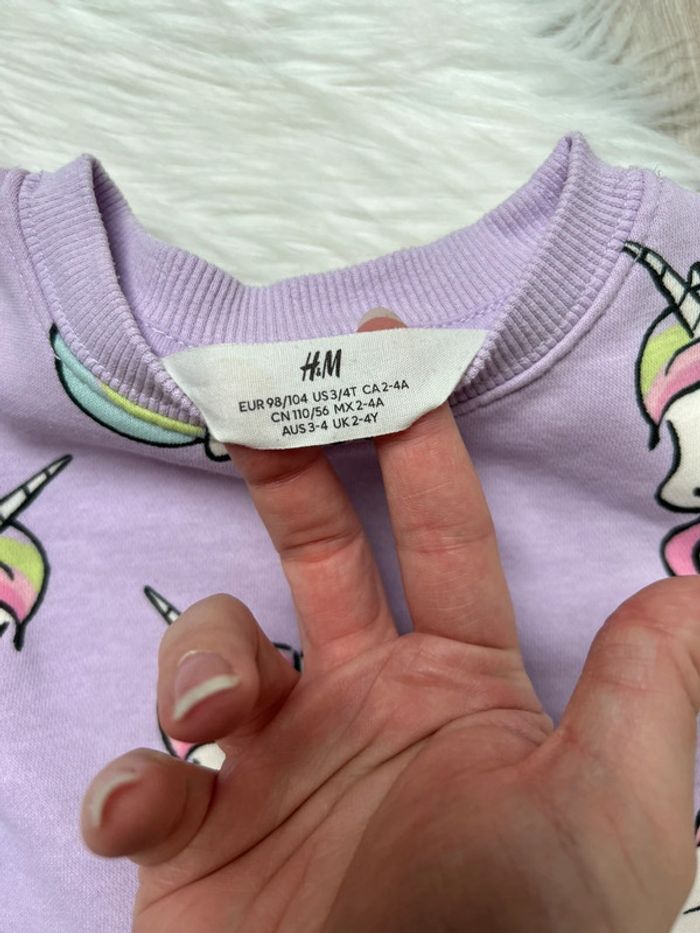 H&M
EUR 98/104 US 3/4T CA 2-4A
CN 110/56 MX 2-4A
AUS 3-4 UK 2-4Y